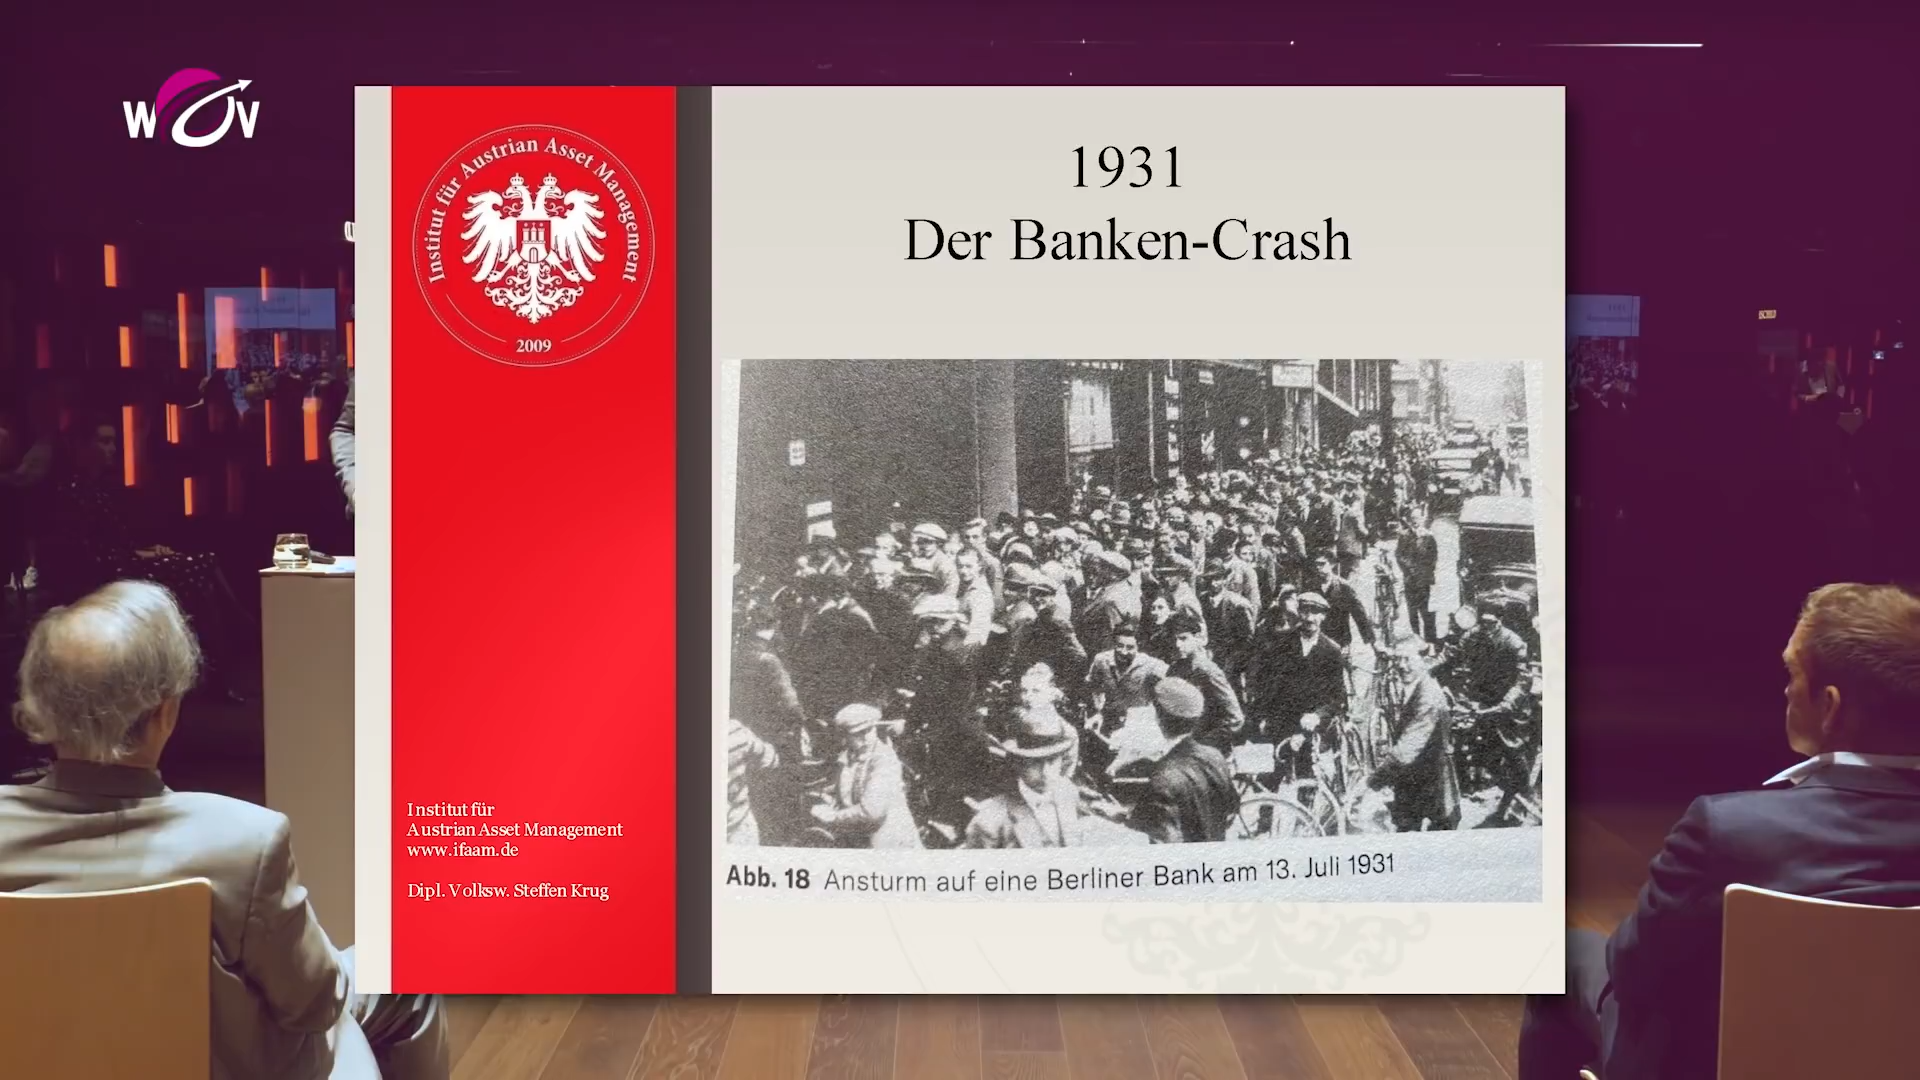 WOV
Institut für Austrian Asset Management
2009
1931
Der Banken-Crash
Abb. 18 Ansturm auf eine Berliner Bank am 13. Juli 1931
Institut für
Austrian Asset Management
www.ifaam.de
Dipl. Volksw. Steffen Krug